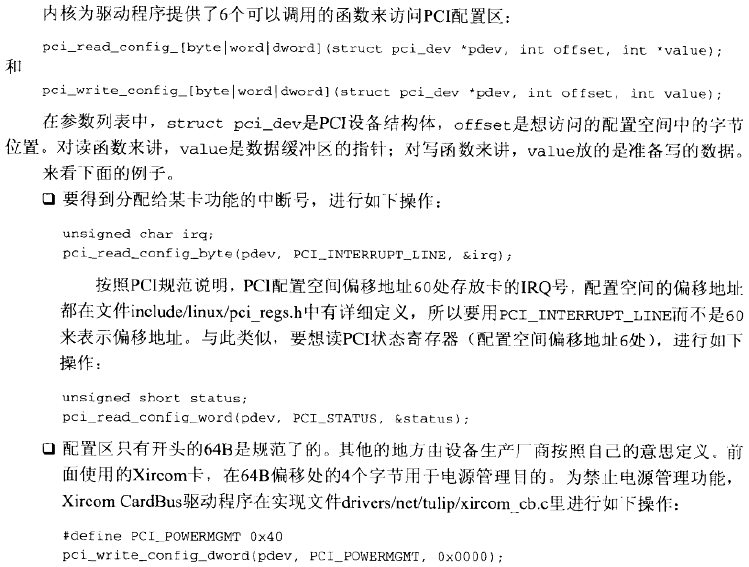 内核为驱动程序提供了6个可以调用的函数来访问PCI配置区：
pci_read_config_[byte|word|dword](struct pci_dev *pdev, int offset, int *value);
和
pci_write_config_[byte|word|dword](struct pci_dev *pdev, int offset, int value);
在参数列表中，struct pci_dev是PCI设备结构体，offset是想访问的配置空间中的字节
位置。对读函数来讲，value是数据缓冲区的指针；对写函数来讲，value放的是准备写的数据。
来看下面的例子。
❑ 要得到分配给某卡功能的中断号，进行如下操作：
unsigned char irq;
pci_read_config_byte(pdev, PCI_INTERRUPT_LINE, &irq);
按照PCI规范说明，PCI配置空间偏移地址60处存放卡的IRQ号，配置空间的偏移地址
都在文件include/linux/pci_regs.h中有详细定义，所以要用PCI_INTERRUPT_LINE而不是60
来表示偏移地址。与此类似，要想读PCI状态寄存器（配置空间偏移地址6处），进行如下
操作：
unsigned short status;
pci_read_config_word(pdev, PCI_STATUS, &status);
❑ 配置区只有开头的64B是规范了的。其他的地方由设备生产厂商按照自己的意思定义。前
面使用的Xircom卡，在64B偏移处的4个字节用于电源管理目的。为禁止电源管理功能，
Xircom CardBus驱动程序在实现文件drivers/net/tulip/xircom_cb.c里进行如下操作：
#define PCI_POWERMGMT 0x40
pci_write_config_dword(pdev, PCI_POWERMGMT, 0x0000);